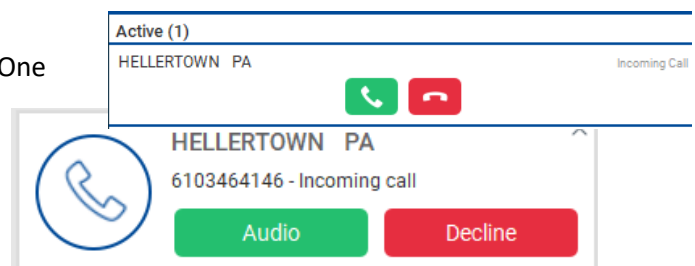 Active (1)
One
HELLERTOWN PA
Incoming Call
HELLERTOWN PA
6103464146 - Incoming call
Audio
Decline